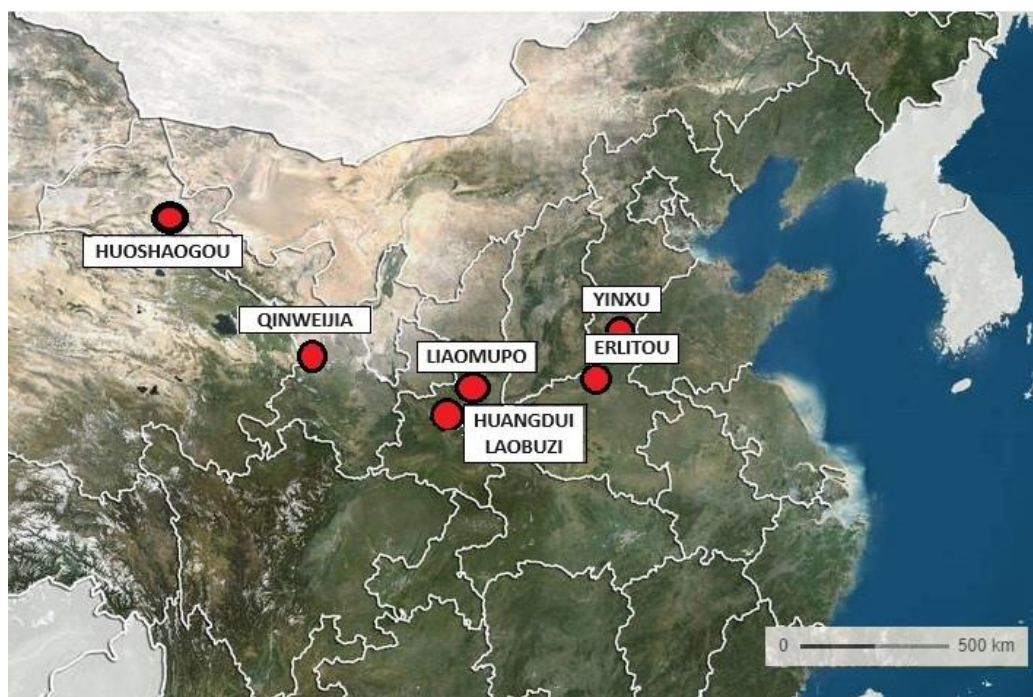 HUOSHAOGOU
QINWEIJIA
YINXU
ERLITOU
LIAOMUPO
HUANGDUI
LAOBUZI
0 500 km